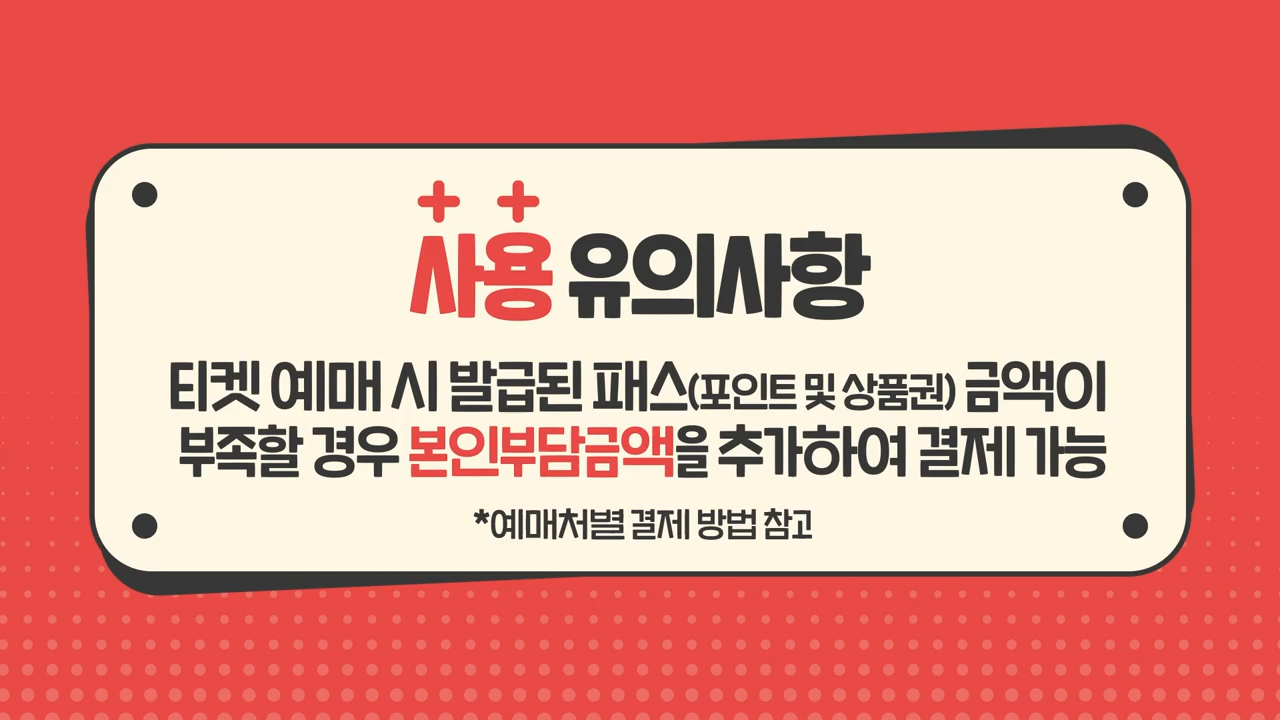 사용 유의사항
티켓 예매 시 발급된 패스(포인트 및 상품권) 금액이
부족할 경우 본인부담금액을 추가하여 결제 가능
*예매처별 결제 방법 참고